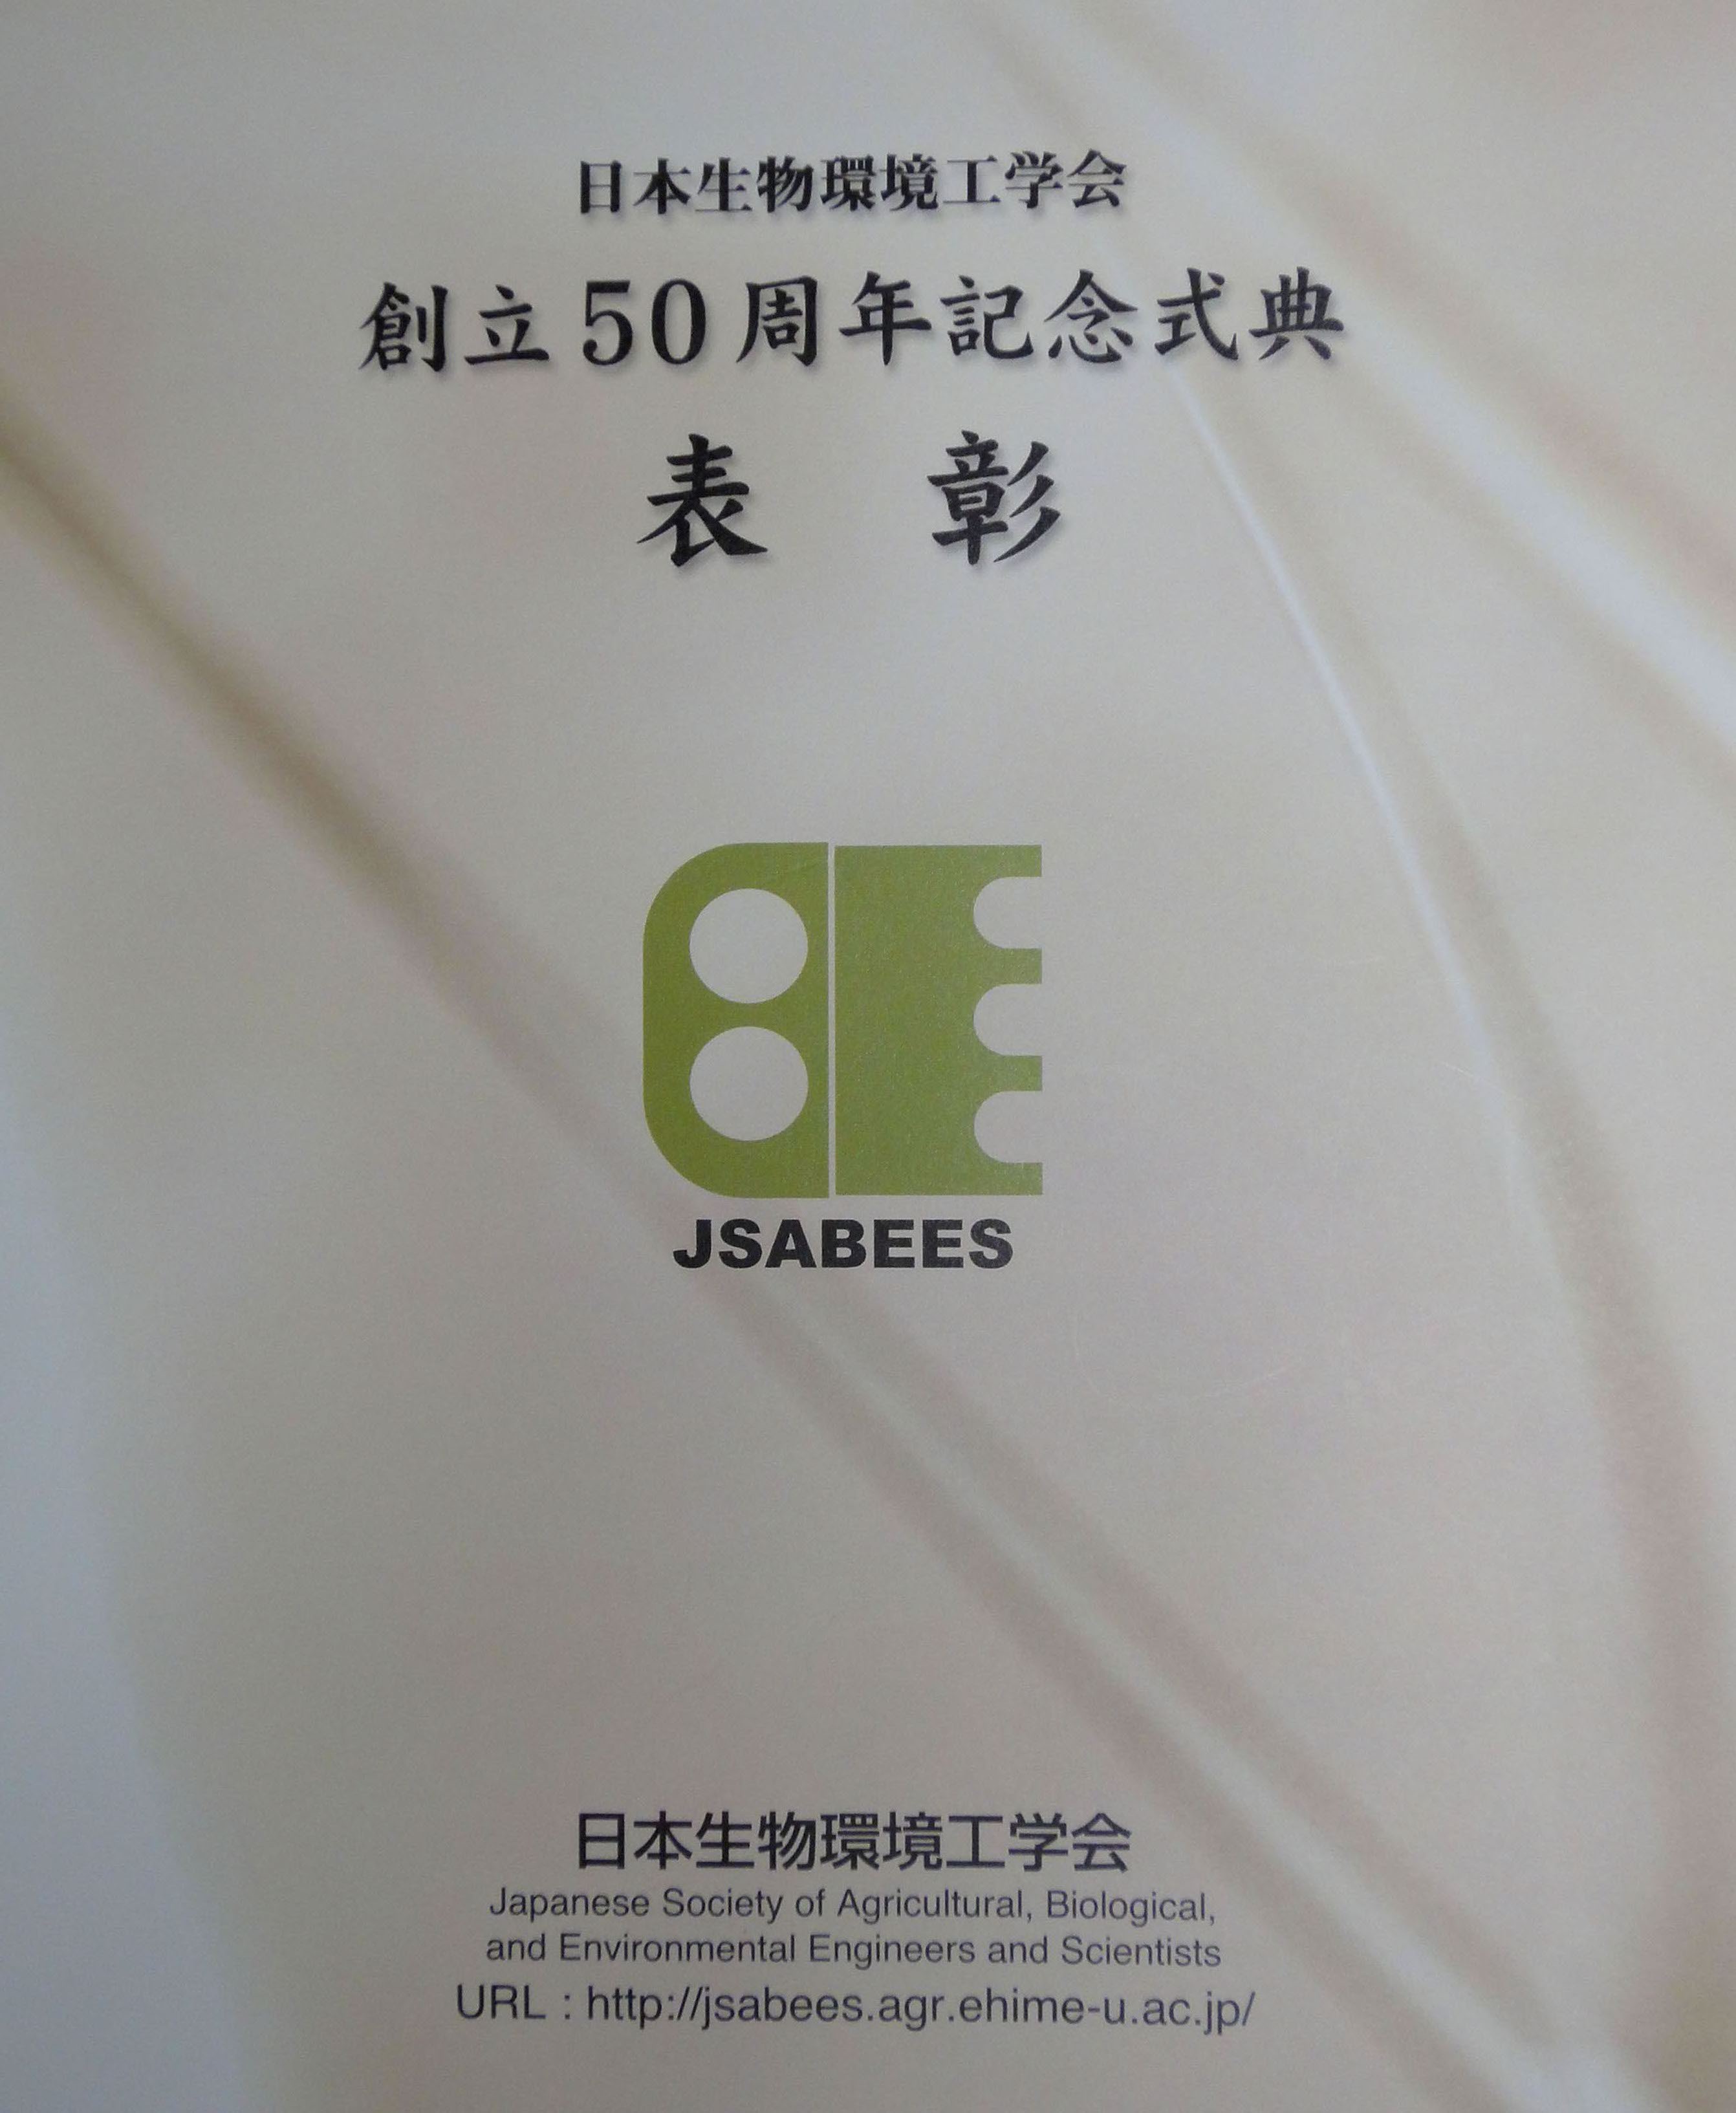 日本生物環境工学会
創立50周年記念式典
表 彰
JSABEES
日本生物環境工学会
Japanese Society of Agricultural, Biological,
and Environmental Engineers and Scientists
URL : http://jsabees.agr.ehime-u.ac.jp/